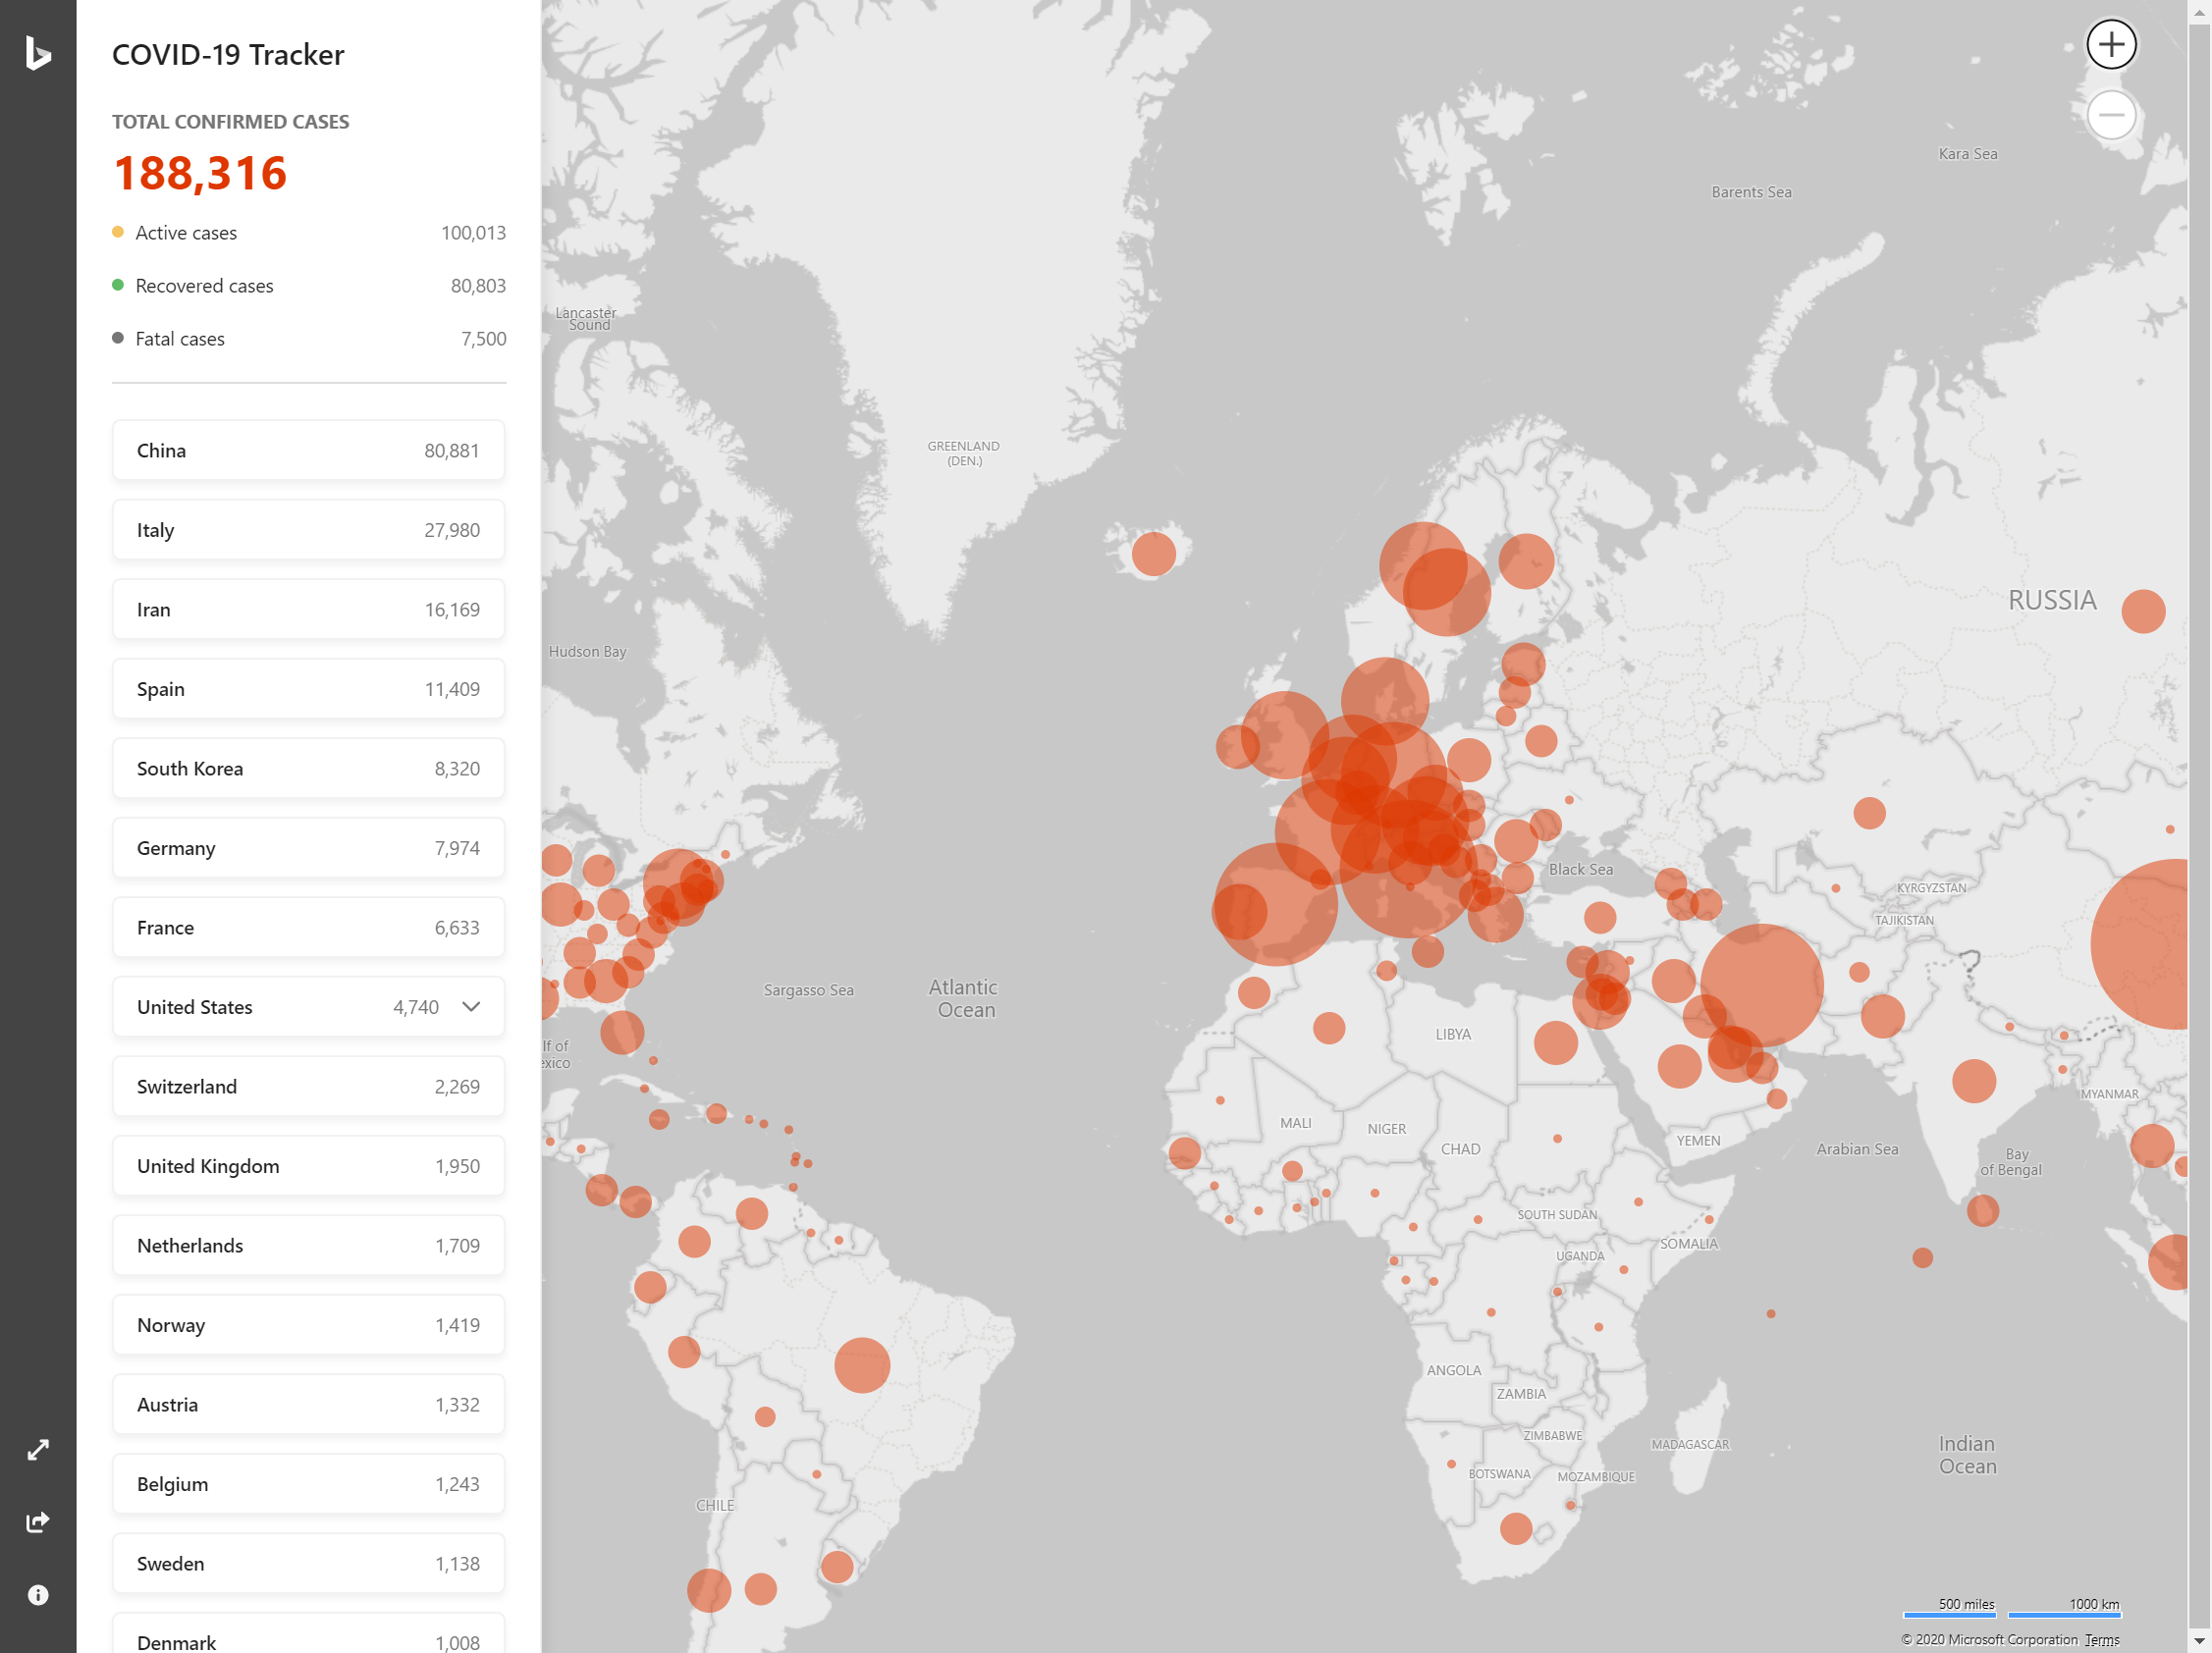 COVID-19 Tracker
TOTAL CONFIRMED CASES
188,316
Active cases 100,013
Recovered cases 80,803
Fatal cases 7,500
China 80,881
Italy 27,980
Iran 16,169
Spain 11,409
South Korea 8,320
Germany 7,974
France 6,633
United States 4,740
Switzerland 2,269
United Kingdom 1,950
Netherlands 1,709
Norway 1,419
Austria 1,332
Belgium 1,243
Sweden 1,138
Denmark 1,008
Kara Sea
Barents Sea
Lancaster
Sound
GREENLAND
(DEN.)
RUSSIA
Hudson Bay
Black Sea
KYRGYZSTAN
TAJIKISTAN
Sargasso Sea
Atlantic
Ocean
LIBYA
lf of
exico
MYANMAR
MALI
NIGER
CHAD
YEMEN
Arabian Sea
Bay
of Bengal
SOUTH SUDAN
UGANDA
SOMALIA
ANGOLA
ZAMBIA
ZIMBABWE
MADAGASCAR
BOTSWANA
MOZAMBIQUE
Indian
Ocean
CHILE
500 miles 1000 km
© 2020 Microsoft Corporation Terms